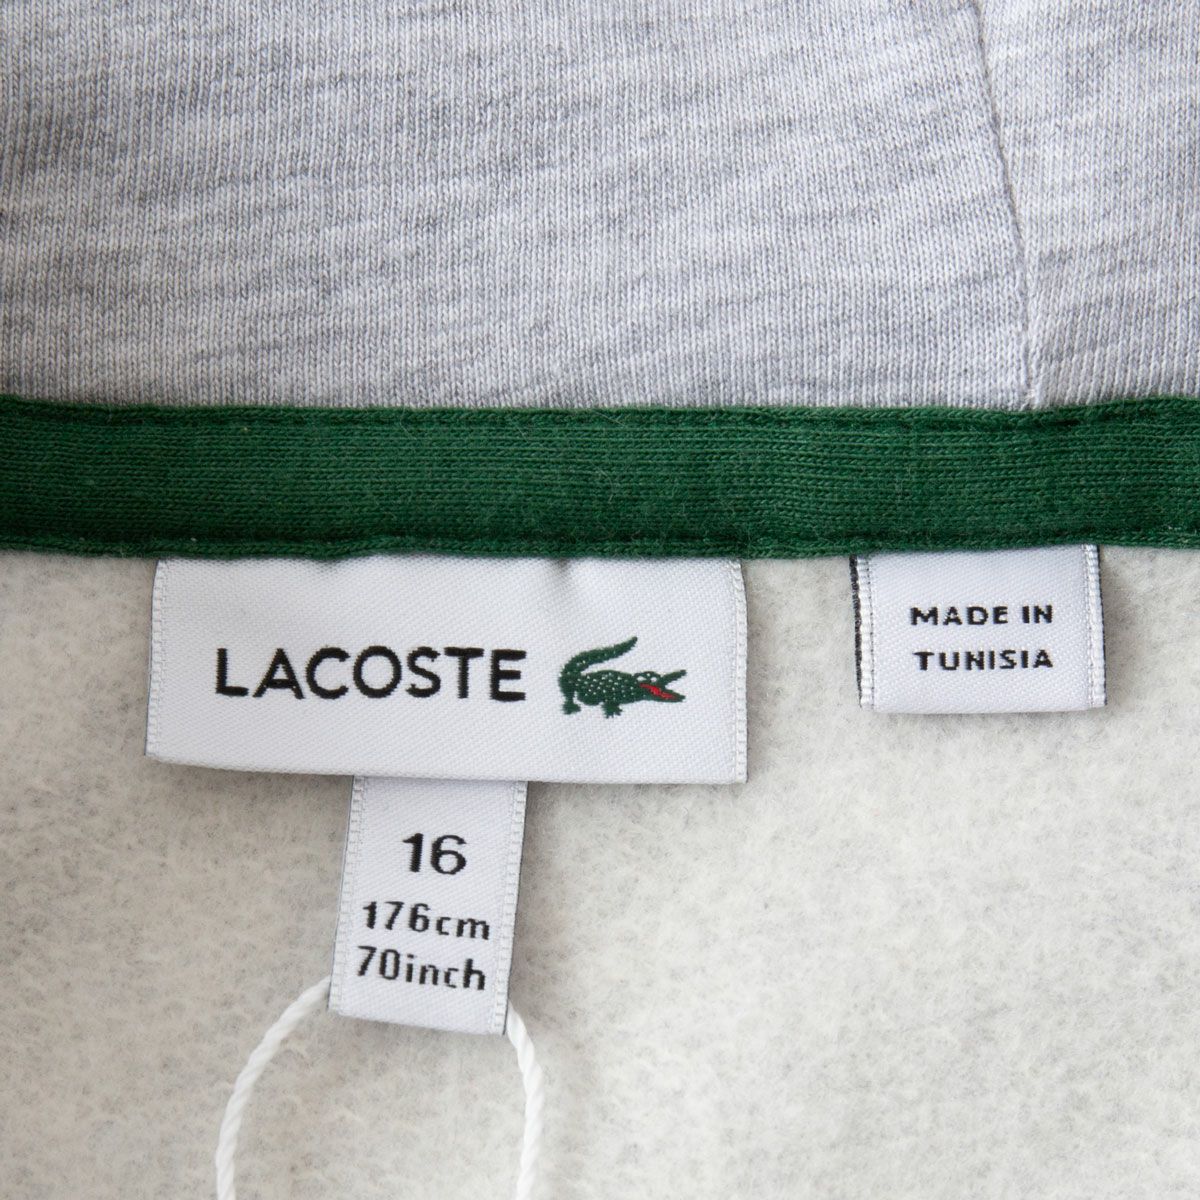 LACOSTE
16
176cm
70inch
MADE IN
TUNISIA